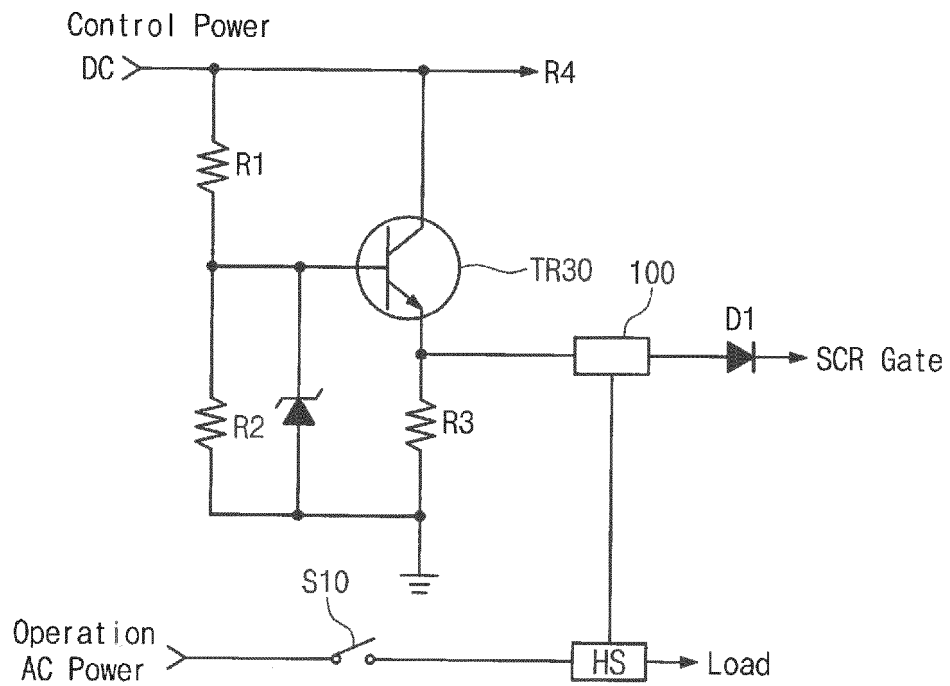 Control Power
DC
R4
R1
TR30
100
D1
SCR Gate
R2
R3
S10
Operation
AC Power
HS
Load